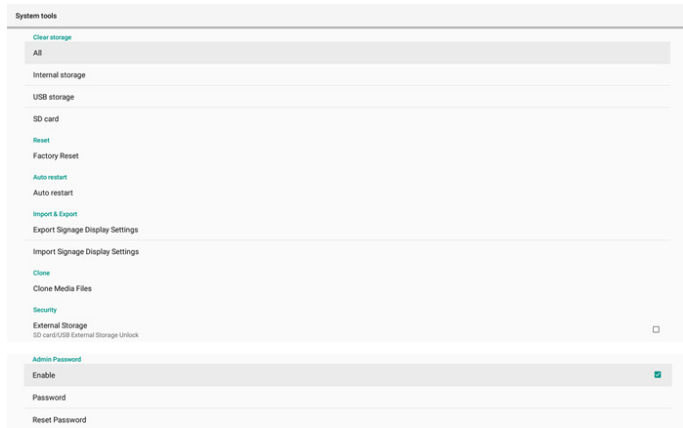 System tools
Clear storage
All
Internal storage
USB storage
SD card
Reset
Factory Reset
Auto restart
Auto restart
Import & Export
Export Signage Display Settings
Import Signage Display Settings
Clone
Clone Media Files
Security
External Storage
SD card/USB External Storage Unlock
Admin Password
Enable
Password
Reset Password